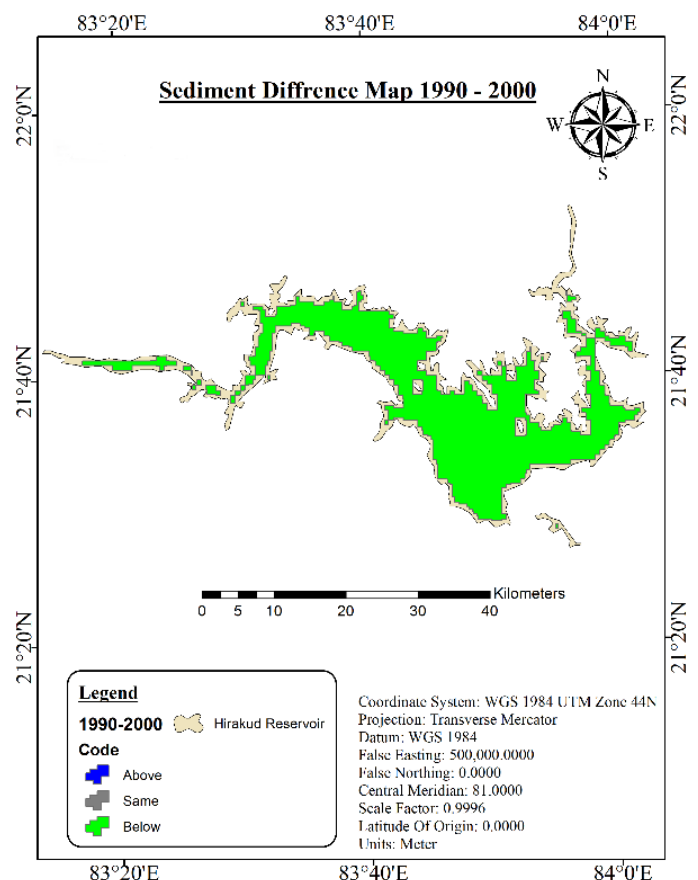 83°20'E 83°40'E 84°0'E
Sediment Diffrence Map 1990 - 2000
N
W E
S
22°0'N 22°0'N
21°40'N 21°40'N
Kilometers
0 5 10 20 30 40
21°20'N 21°20'N
Legend
1990-2000 Hirakud Reservoir
Code
Above
Same
Below
Coordinate System: WGS 1984 UTM Zone 44N
Projection: Transverse Mercator
Datum: WGS 1984
False Easting: 500,000.0000
False Northing: 0.0000
Central Meridian: 81.0000
Scale Factor: 0.9996
Latitude Of Origin: 0.0000
Units: Meter
83°20'E 83°40'E 84°0'E